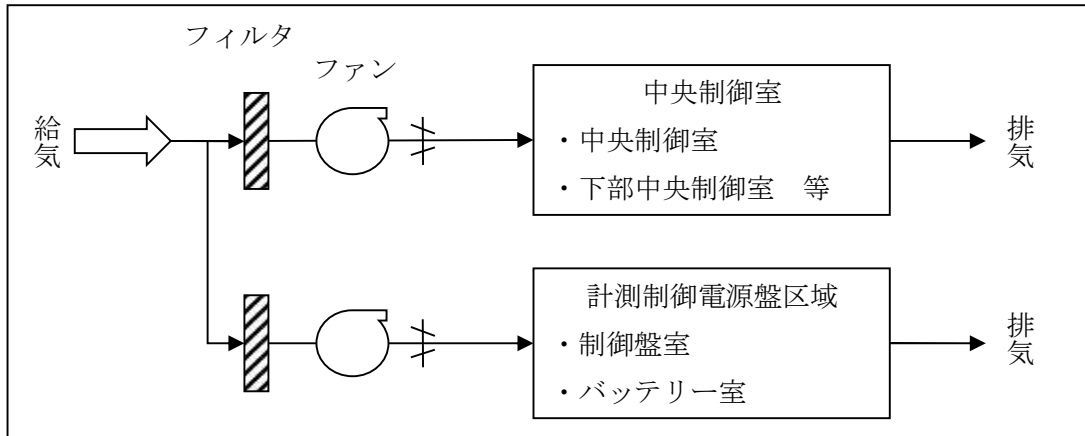 フィルタ
ファン
給気
中央制御室
・中央制御室
・下部中央制御室　等
排気
計測制御電源盤区域
・制御盤室
・バッテリー室
排気